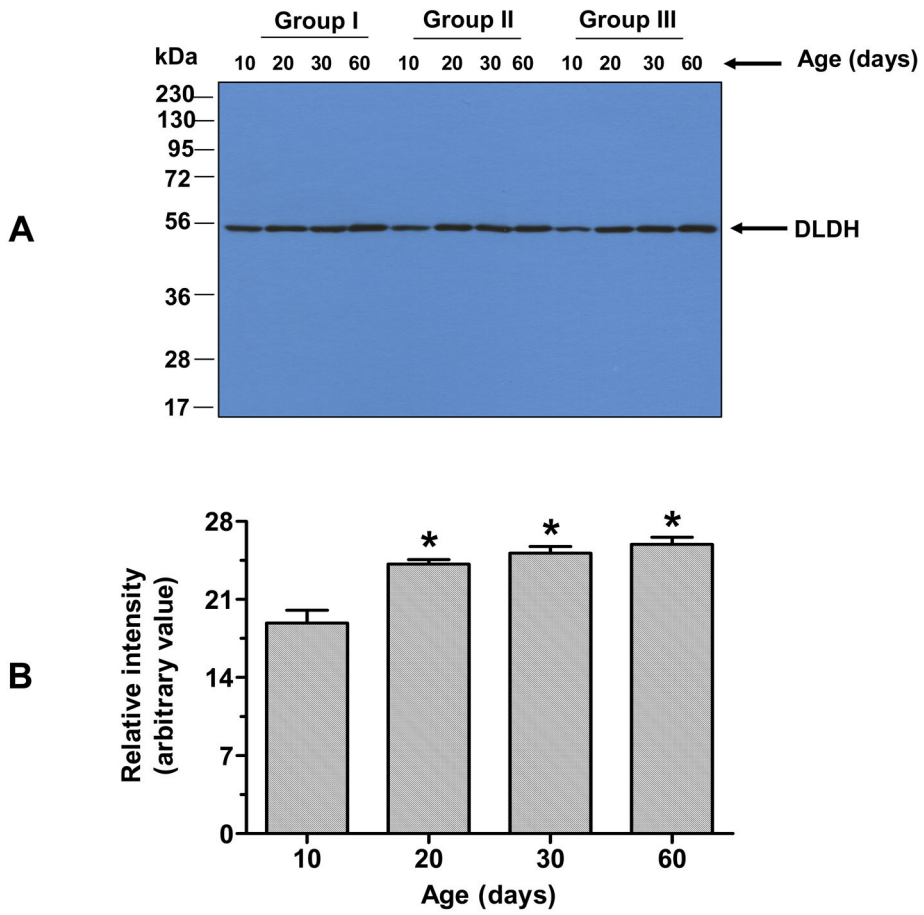 Group I Group II Group III
kDa 10 20 30 60 10 20 30 60 10 20 30 60 Age (days)
230
130
95
72
A 56 DLDH
36
28
17
B
Relative intensity
(arbitrary value)
28
21
14
7
0
* * *
10 20 30 60
Age (days)